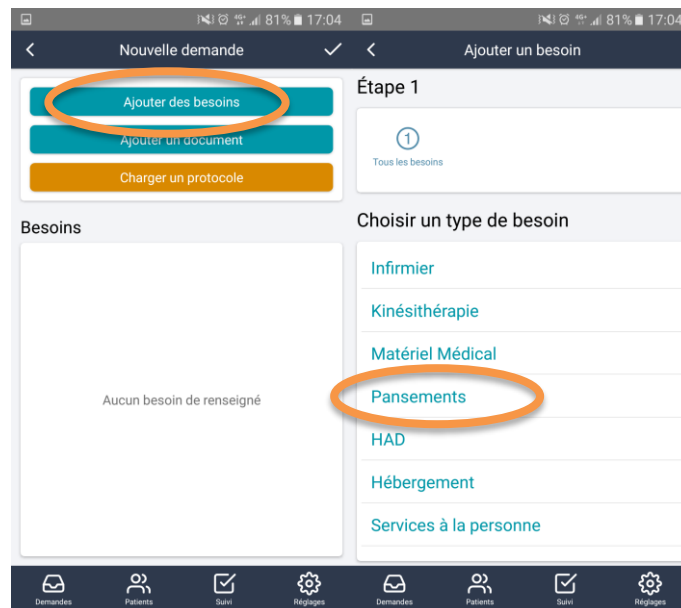 81% 17:04
Nouvelle demande
Ajouter des besoins
Ajouter un document
Charger un protocole
Besoins
Aucun besoin de renseigné
Demandes Patients Suivi Réglages
81% 17:04
Ajouter un besoin
Étape 1
1
Tous les besoins
Choisir un type de besoin
Infirmier
Kinésithérapie
Matériel Médical
Pansements
HAD
Hébergement
Services à la personne
Demandes Patients Suivi Réglages